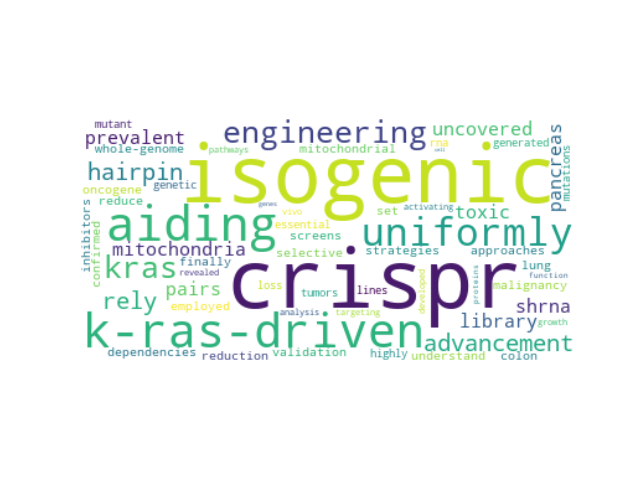 mutant
prevalent
engineering
uncovered
whole-genome
pathways
mitochondrial
rna
cell
generated
hairpin
isogenic
pancreas
mutations
oncogene
genetic
reduce
genes
vivo
set
activating
toxic
aiding
essential
uniformly
inhibitors
confirmed
mitochondria
screens
selective
strategies
approaches
kras
finally
revealed
crispr
lung
function
rely
pairs
employed
loss
tumors
lines
developed
proteins
malignancy
shrna
k-ras-driven
analysis
targeting
library
growth
advancement
dependencies
reduction
validation
highly
understand
colon